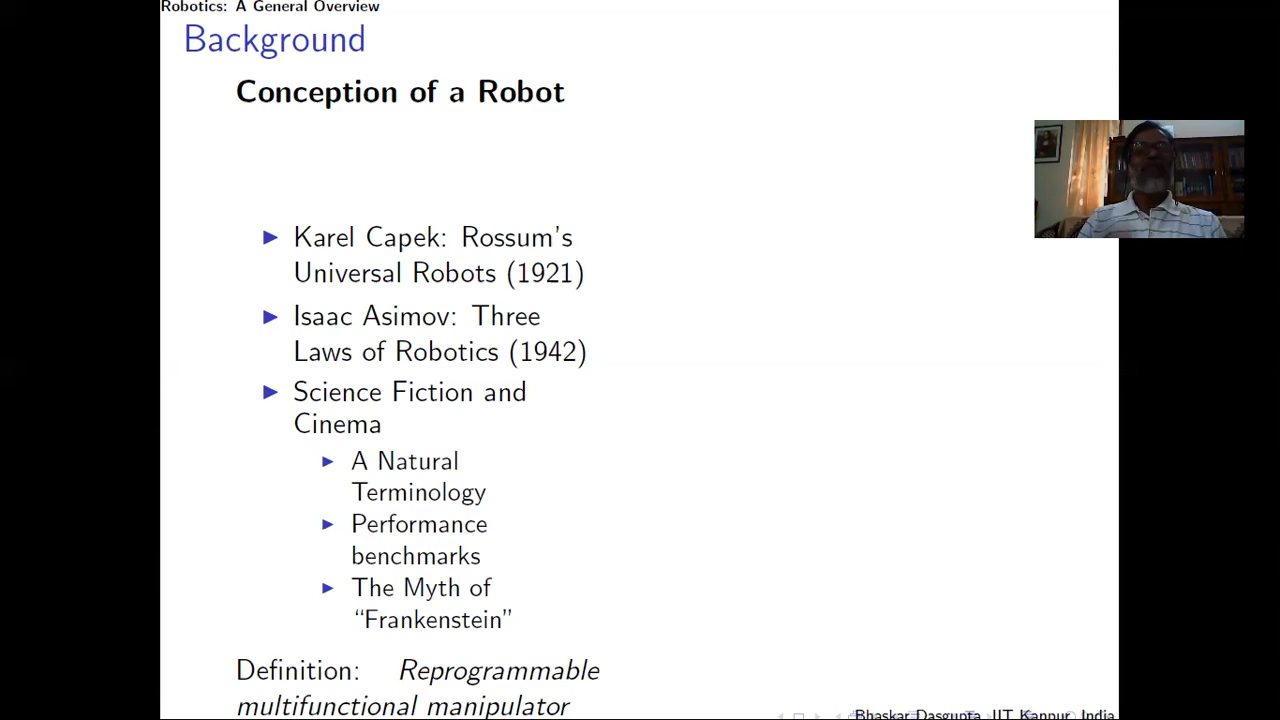 Robotics: A General Overview
Background
Conception of a Robot
Karel Capek: Rossum's
Universal Robots (1921)
Isaac Asimov: Three
Laws of Robotics (1942)
Science Fiction and
Cinema
A Natural
Terminology
Performance
benchmarks
The Myth of
“Frankenstein”
Definition: Reprogrammable
multifunctional manipulator
Bhaskar Dasgupta, IIT Kanpur, India